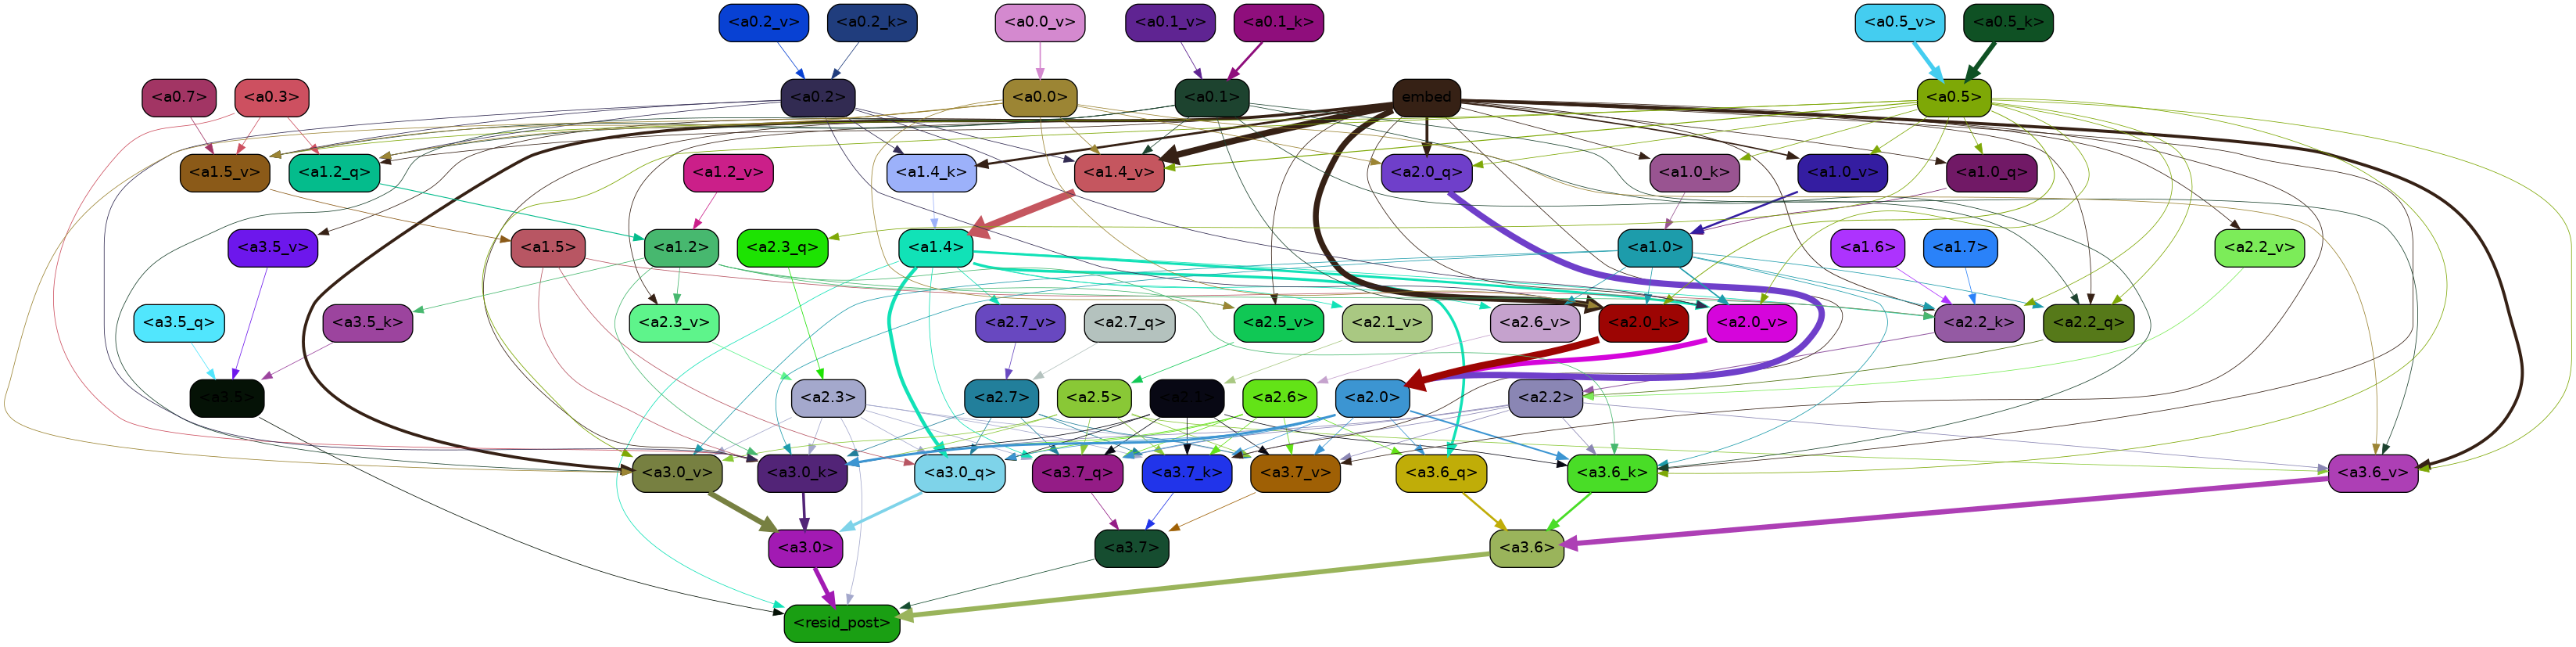 <a0.2_v> <a0.2_k> <a0.0_v> <a0.1_v> <a0.1_k> <a0.5_v> <a0.5_k>
<a0.7> <a0.3> <a0.2> <a0.0> <a0.1> embed <a0.5>
<a1.5_v> <a1.2_q> <a1.2_v> <a1.4_k> <a1.4_v> <a2.0_q> <a1.0_k> <a1.0_v> <a1.0_q>
<a3.5_v> <a1.5> <a1.2> <a2.3_q> <a1.4> <a1.0> <a1.6> <a1.7> <a2.2_v>
<a3.5_q> <a3.5_k> <a2.3_v> <a2.7_v> <a2.7_q> <a2.5_v> <a2.1_v> <a2.6_v> <a2.0_k> <a2.0_v> <a2.2_k> <a2.2_q>
<a3.5> <a2.3> <a2.7> <a2.5> <a2.1> <a2.6> <a2.0> <a2.2>
<a3.0_v> <a3.0_k> <a3.0_q> <a3.7_q> <a3.7_k> <a3.7_v> <a3.6_q> <a3.6_k> <a3.6_v>
<a3.0> <a3.7> <a3.6>
<resid_post>